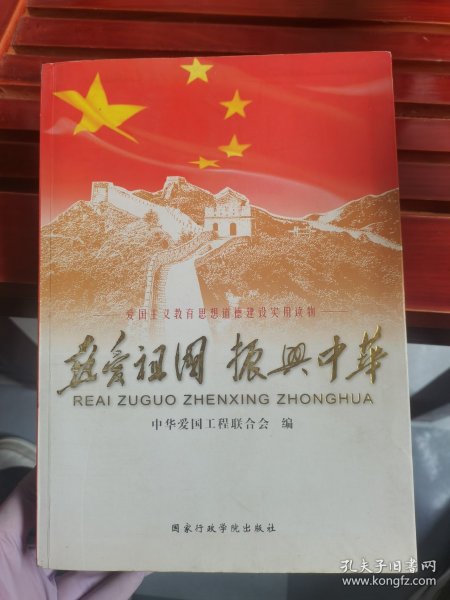 爱国主义教育思想道德建设实用读物
热爱祖国 振兴中华
REAI ZUGUO ZHENXING ZHONGHUA
中华爱国工程联合会 编
国家行政学院出版社
孔夫子旧书网
www.kongfz.com